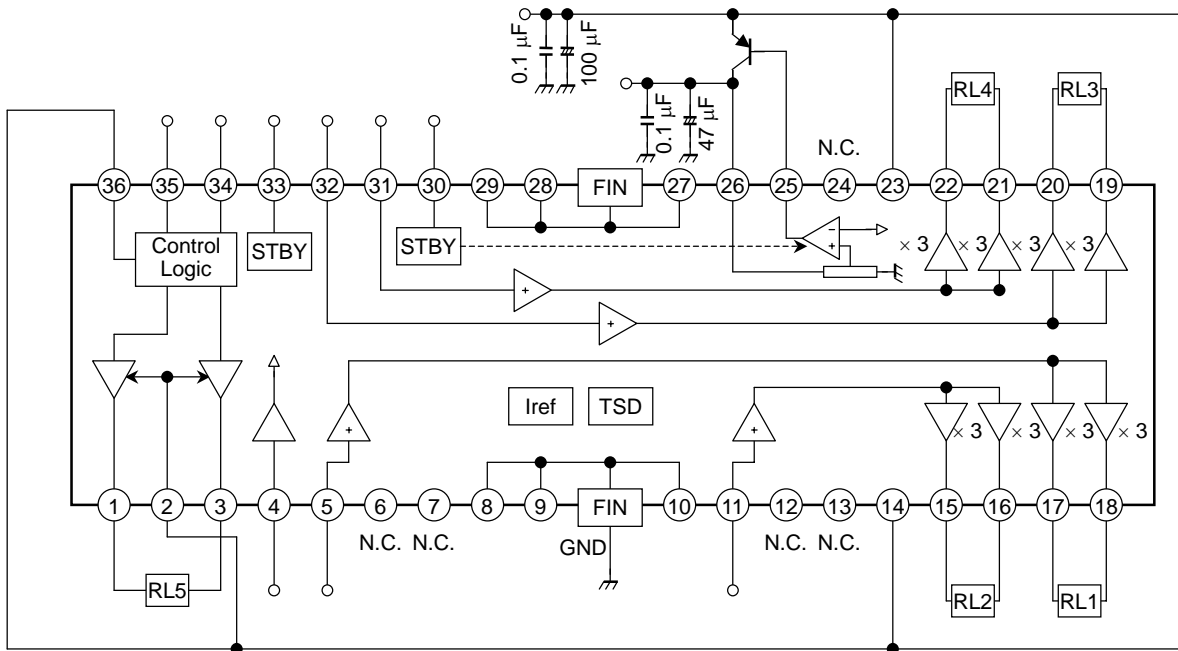 0.1 μF
100 μF
0.1 μF
47 μF
RL4
RL3
N.C.
36
35
34
33
32
31
30
29
28
FIN
27
26
25
24
23
22
21
20
19
Control
Logic
STBY
STBY
−
+
× 3
× 3
× 3
+
+
Iref
TSD
+
+
× 3
× 3
× 3
× 3
1
2
3
4
5
6
7
8
9
FIN
10
11
12
13
14
15
16
17
18
N.C.
N.C.
GND
N.C.
N.C.
RL5
RL2
RL1